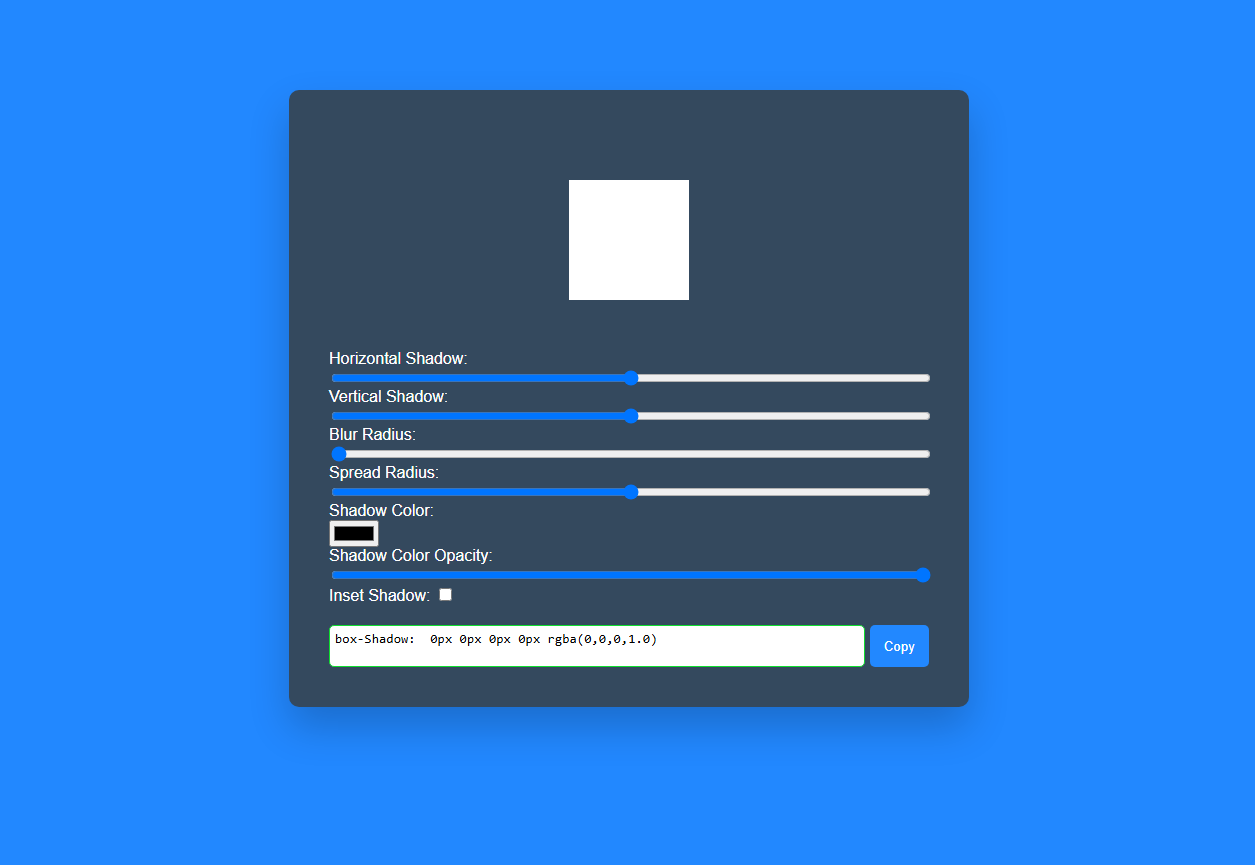 Horizontal Shadow:
Vertical Shadow:
Blur Radius:
Spread Radius:
Shadow Color:
Shadow Color Opacity:
Inset Shadow:
box-Shadow:  0px 0px 0px 0px rgba(0,0,0,1.0)
Copy